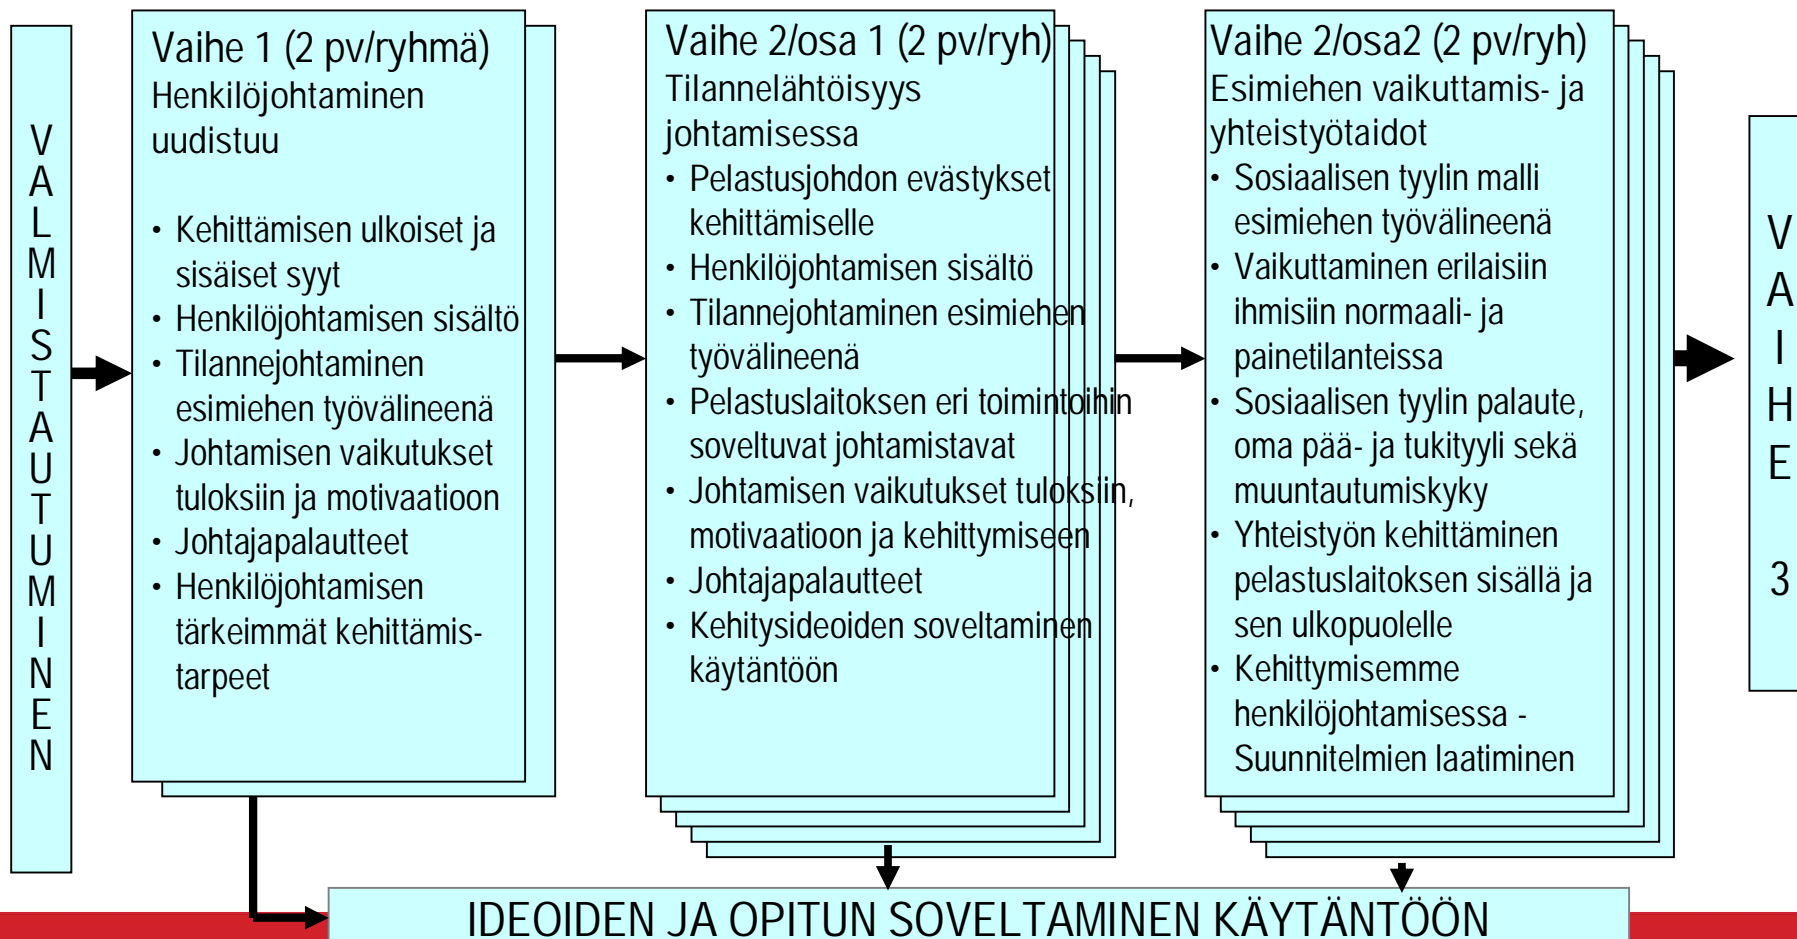 VALMISTAUTUMINEN
Vaihe 1 (2 pv/ryhmä)
Henkilöjohtaminen
uudistuu
• Kehittämisen ulkoiset ja
sisäiset syyt
• Henkilöjohtamisen sisältö
• Tilannejohtaminen
esimiehen työvälineenä
• Johtamisen vaikutukset
tuloksiin ja motivaatioon
• Johtajapalautteet
• Henkilöjohtamisen
tärkeimmät kehittämis-
tarpeet
Vaihe 2/osa 1 (2 pv/ryh)
Tilannelähtöisyys
johtamisessa
• Pelastusjohdon evästykset
kehittämiselle
• Henkilöjohtamisen sisältö
• Tilannejohtaminen esimiehen
työvälineenä
• Pelastuslaitoksen eri toimintoihin
soveltuvat johtamistavat
• Johtamisen vaikutukset tuloksiin,
motivaatioon ja kehittymiseen
• Johtajapalautteet
• Kehitysideoiden soveltaminen
käytäntöön
Vaihe 2/osa2 (2 pv/ryh)
Esimiehen vaikuttamis- ja
yhteistyötaidot
• Sosiaalisen tyylin malli
esimiehen työvälineenä
• Vaikuttaminen erilaisiin
ihmisiin normaali- ja
painetilanteissa
• Sosiaalisen tyylin palaute,
oma pää- ja tukityyli sekä
muuntautumiskyky
• Yhteistyön kehittäminen
pelastuslaitoksen sisällä ja
sen ulkopuolelle
• Kehittymisemme
henkilöjohtamisessa -
Suunnitelmien laatiminen
VAIHE 3
IDEOIDEN JA OPITUN SOVELTAMINEN KÄYTÄNTÖÖN